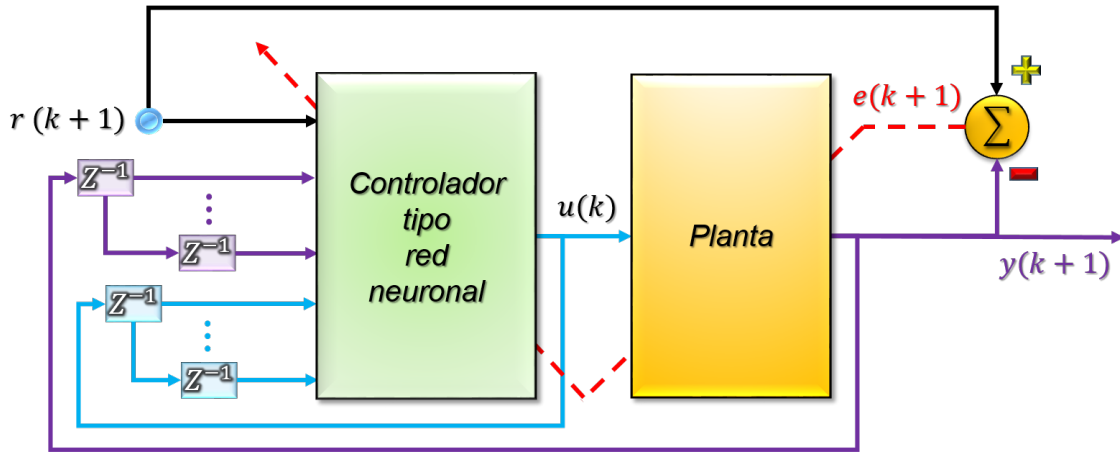 r (k+1)
e(k+1)
Σ
Z⁻¹
Z⁻¹
Controlador
tipo
red
neuronal
u(k)
Planta
y(k+1)
Z⁻¹
Z⁻¹